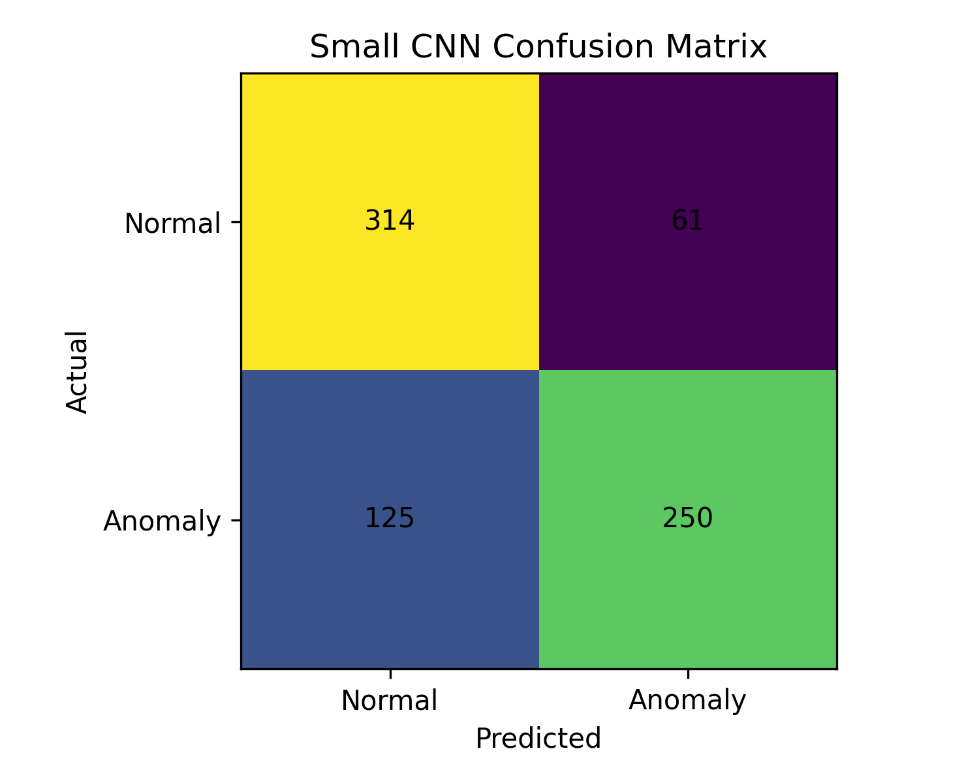 Small CNN Confusion Matrix
Normal
314
61
Actual
Anomaly
125
250
Normal
Anomaly
Predicted